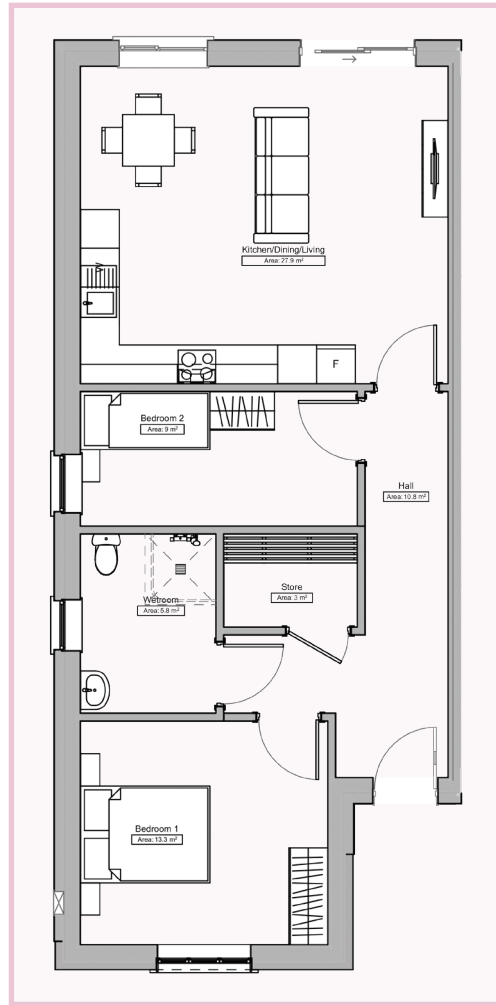 Kitchen/Dining/Living
Area: 27.9 m²
F
Bedroom 2
Area: 9 m²
Hall
Area: 10.8 m²
Store
Area: 3 m²
Wetroom
Area: 5.8 m²
Bedroom 1
Area: 13.3 m²